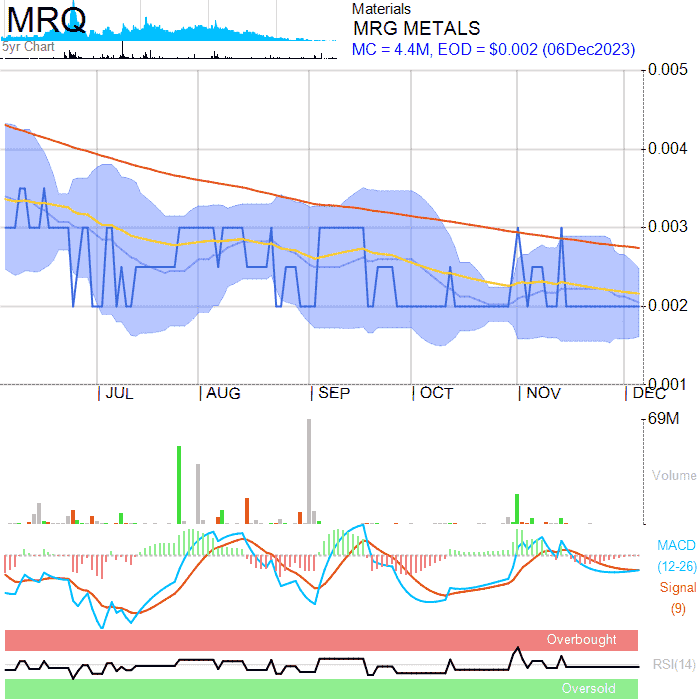 MRQ
5yr Chart
Materials
MRG METALS
MC = 4.4M, EOD = $0.002 (06Dec2023)
0.005
0.004
0.003
0.002
0.001
JUL AUG SEP OCT NOV DEC
69M
Volume
MACD
(12-26)
Signal
(9)
Overbought
RSI(14)
Oversold